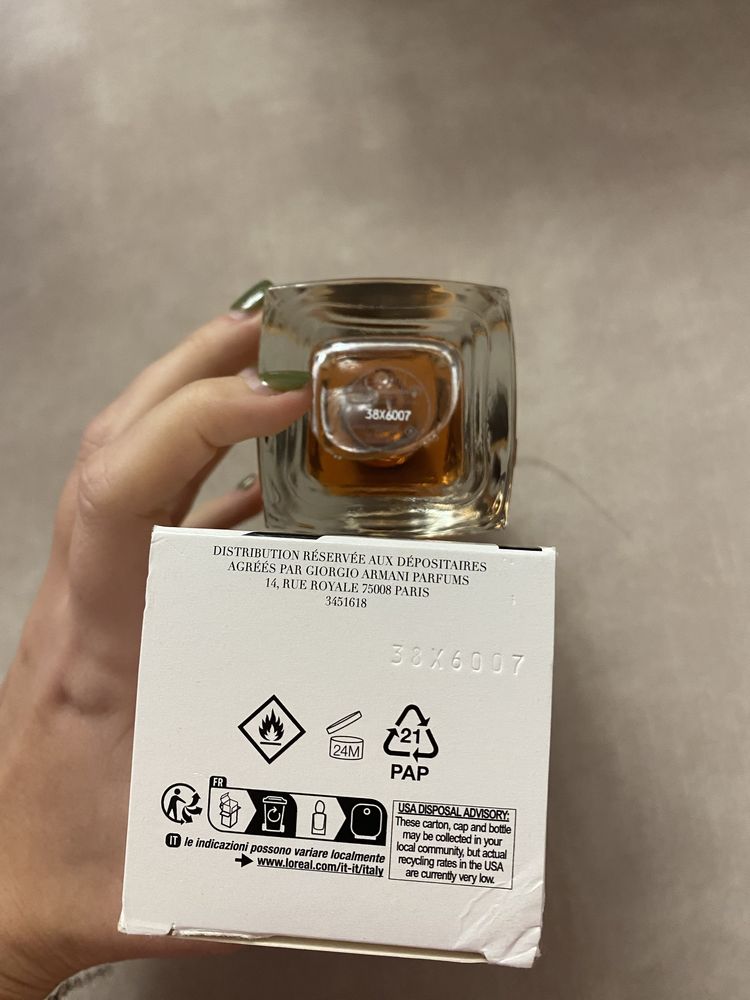 38X6007
DISTRIBUTION RÉSERVÉE AUX DÉPOSITAIRES
AGRÉÉS PAR GIORGIO ARMANI PARFUMS
14, RUE ROYALE 75008 PARIS
3451618
38X6007
24M
21
PAP
FR
IT le indicazioni possono variare localmente
www.loreal.com/it-it/italy
USA DISPOSAL ADVISORY:
These carton, cap and bottle
may be collected in your
local community, but actual
recycling rates in the USA
are currently very low.